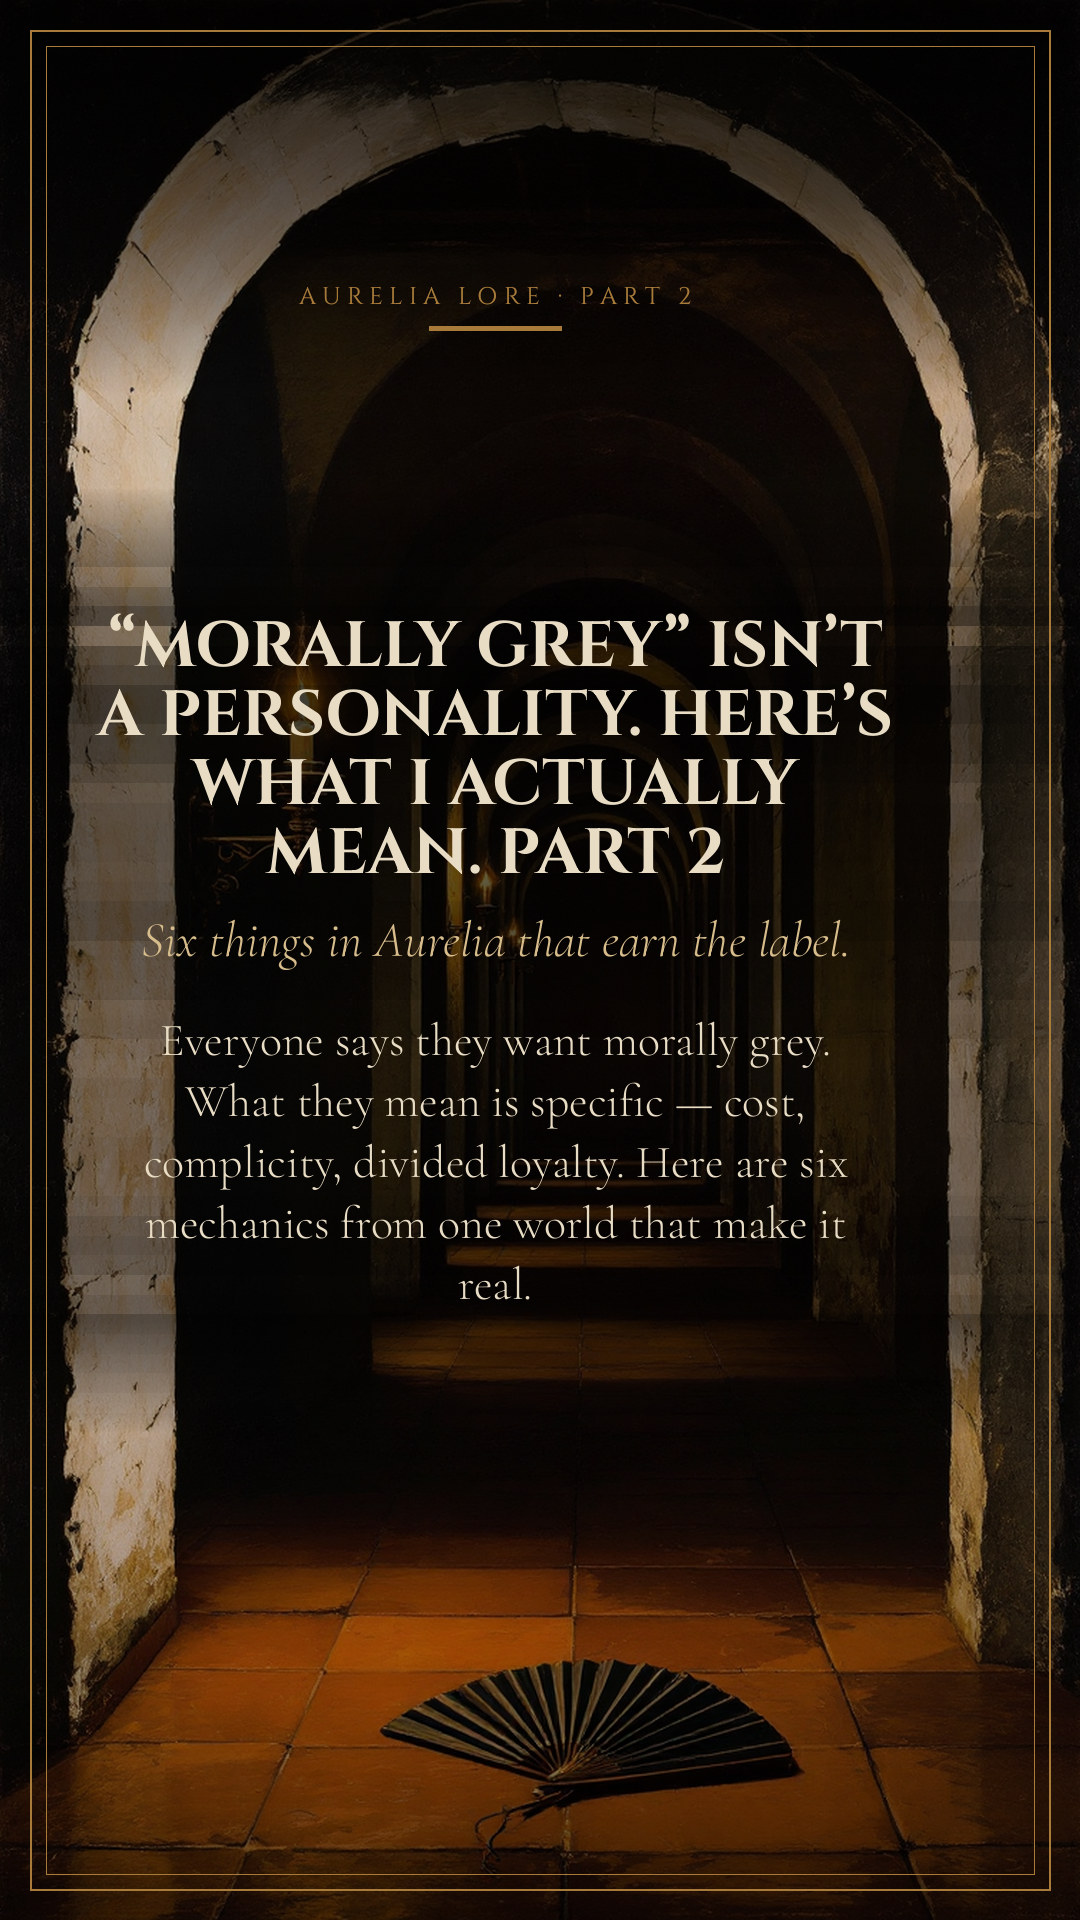 AURELIA LORE · PART 2
“MORALLY GREY” ISN’T
A PERSONALITY. HERE’S
WHAT I ACTUALLY
MEAN. PART 2
Six things in Aurelia that earn the label.
Everyone says they want morally grey.
What they mean is specific — cost,
complicity, divided loyalty. Here are six
mechanics from one world that make it
real.